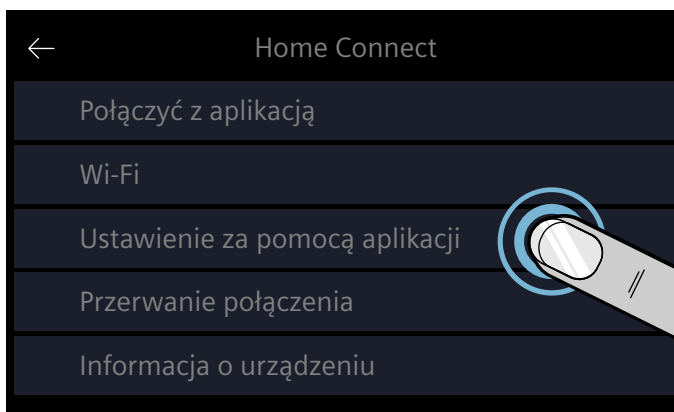 Home Connect
Połączyć z aplikacją
Wi-Fi
Ustawienie za pomocą aplikacji
Przerwanie połączenia
Informacja o urządzeniu